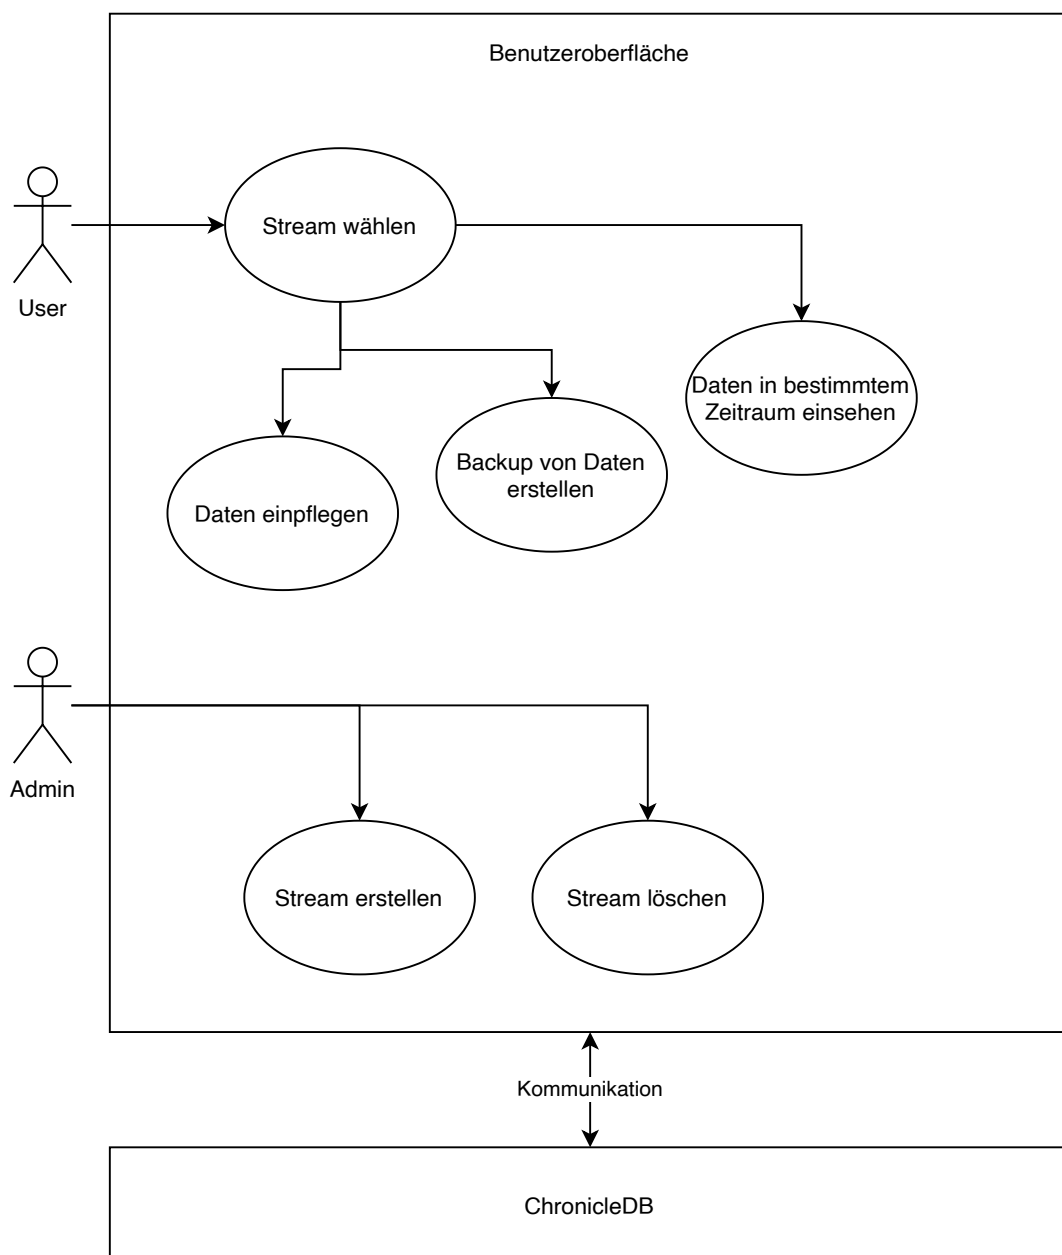 Benutzeroberfläche
Stream wählen
User
Daten in bestimmtem
Zeitraum einsehen
Backup von Daten
erstellen
Daten einpflegen
Admin
Stream erstellen
Stream löschen
Kommunikation
ChronicleDB